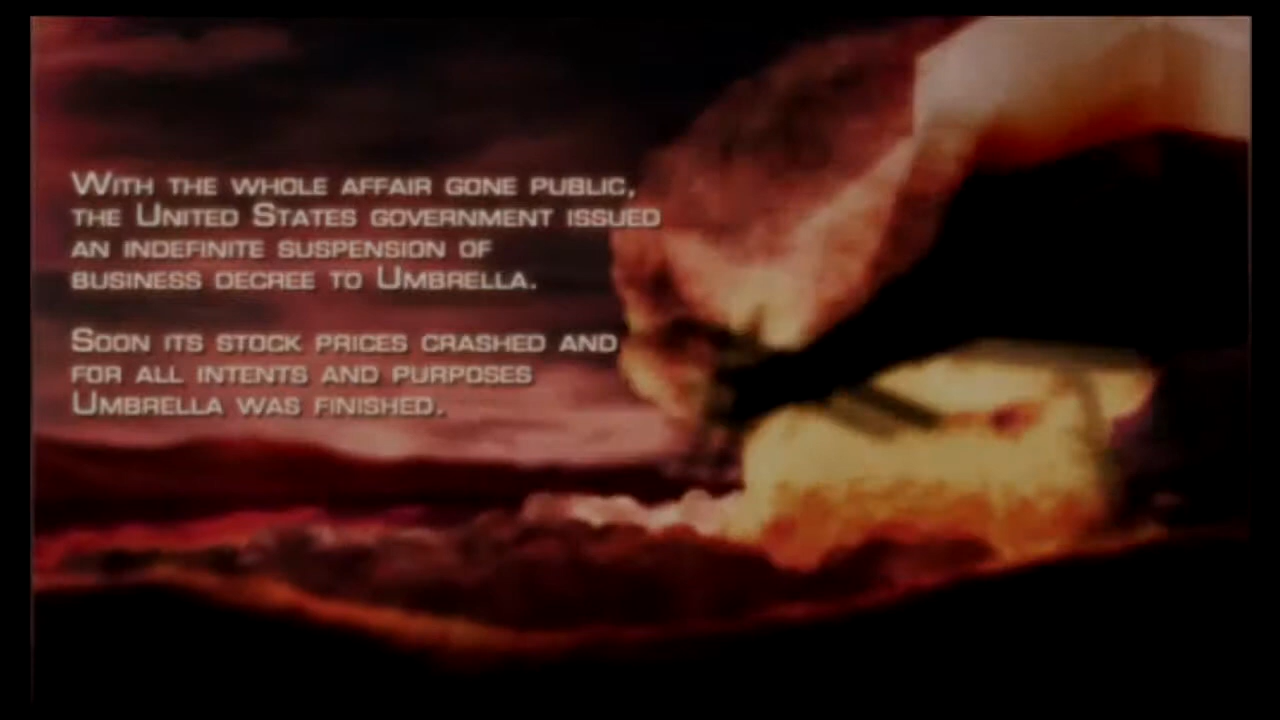 With the whole affair gone public,
the United States government issued
an indefinite suspension of
business decree to Umbrella.
Soon its stock prices crashed and
for all intents and purposes
Umbrella was finished.